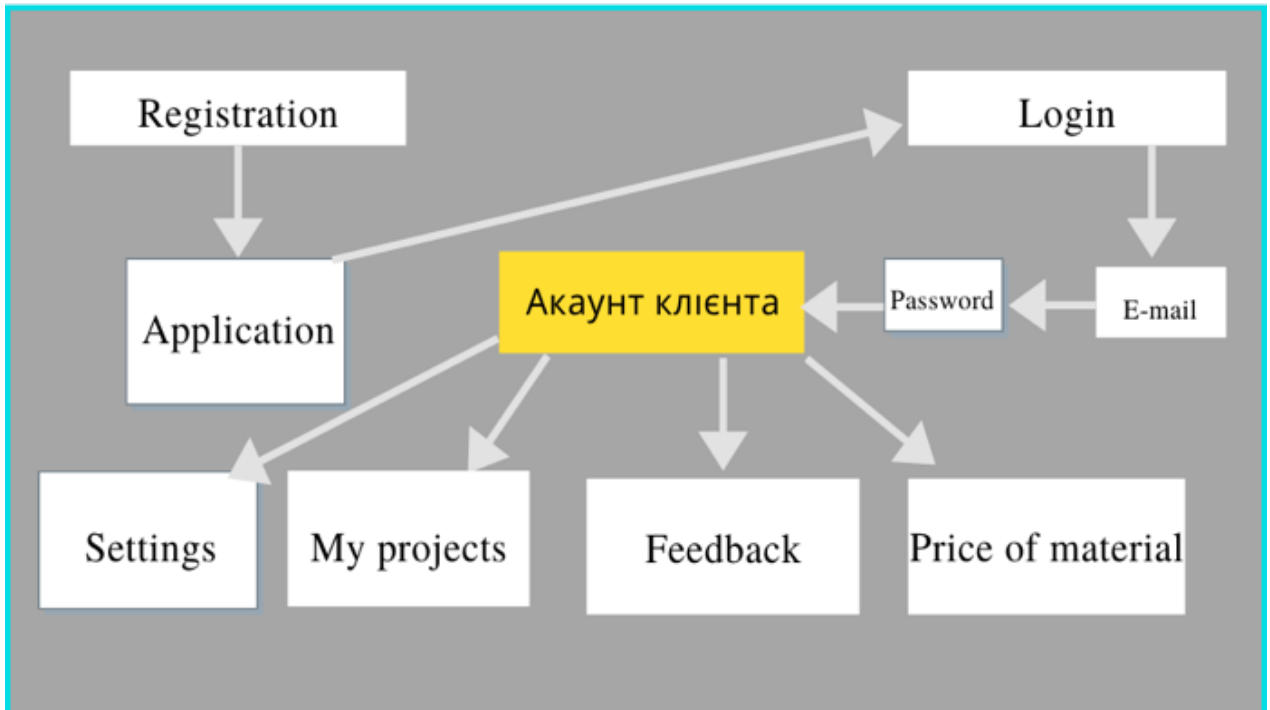 Registration
Login
Application
Акаунт клієнта
Password
E-mail
Settings
My projects
Feedback
Price of material